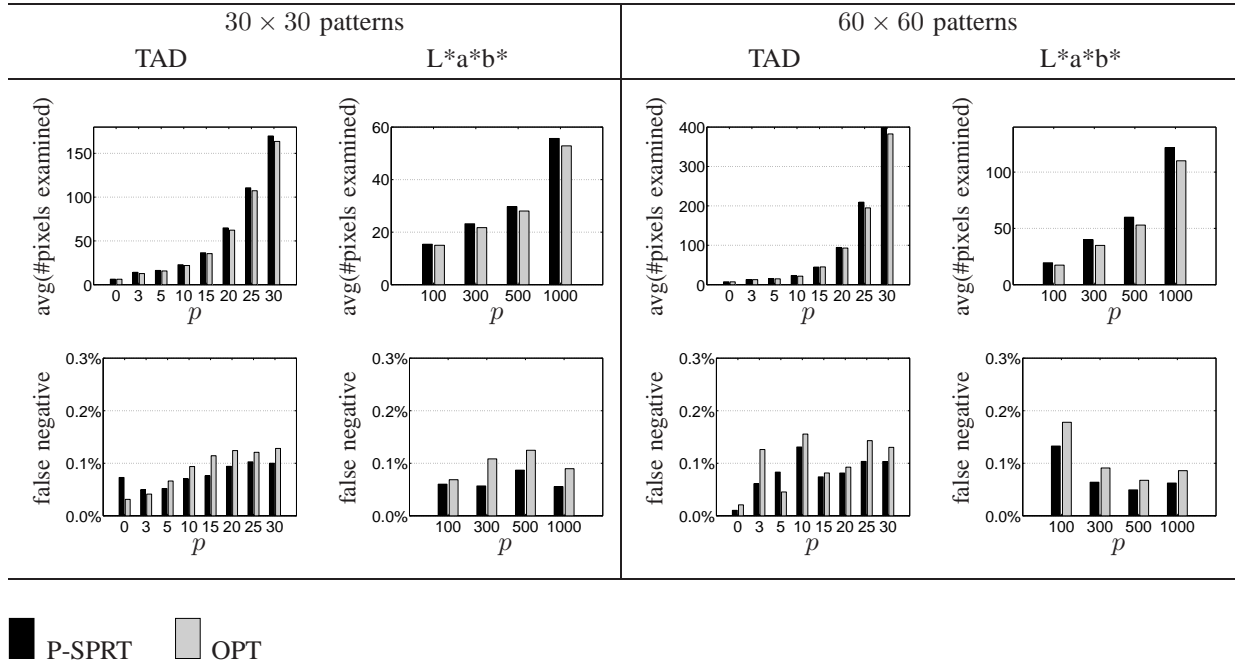 30 × 30 patterns
60 × 60 patterns
TAD
L*a*b*
TAD
L*a*b*
avg(#pixels examined)
150
100
50
0
0 3 5 10 15 20 25 30
p
avg(#pixels examined)
60
40
20
0
100 300 500 1000
p
avg(#pixels examined)
400
300
200
100
0
0 3 5 10 15 20 25 30
p
avg(#pixels examined)
100
50
0
100 300 500 1000
p
false negative
0.3%
0.2%
0.1%
0.0%
0 3 5 10 15 20 25 30
p
false negative
0.3%
0.2%
0.1%
0.0%
100 300 500 1000
p
false negative
0.3%
0.2%
0.1%
0.0%
0 3 5 10 15 20 25 30
p
false negative
0.3%
0.2%
0.1%
0.0%
100 300 500 1000
p
P-SPRT
OPT